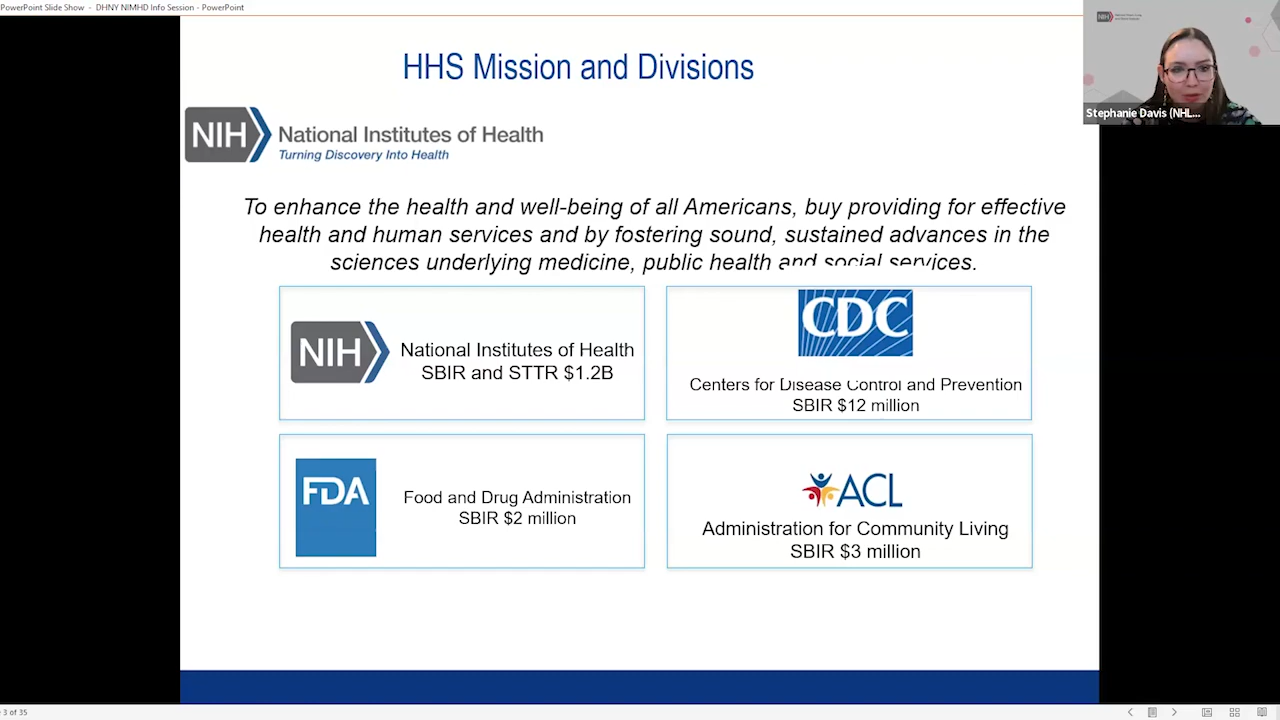 PowerPoint Slide Show - DHNY NIMHD Info Session - PowerPoint
HHS Mission and Divisions
NIH National Institutes of Health
Turning Discovery Into Health
To enhance the health and well-being of all Americans, buy providing for effective
health and human services and by fostering sound, sustained advances in the
sciences underlying medicine, public health and social services.
NIH
National Institutes of Health
SBIR and STTR $1.2B
CDC
Centers for Disease Control and Prevention
SBIR $12 million
FDA
Food and Drug Administration
SBIR $2 million
ACL
Administration for Community Living
SBIR $3 million
NIH
Stephanie Davis (NHL...
3 of 35